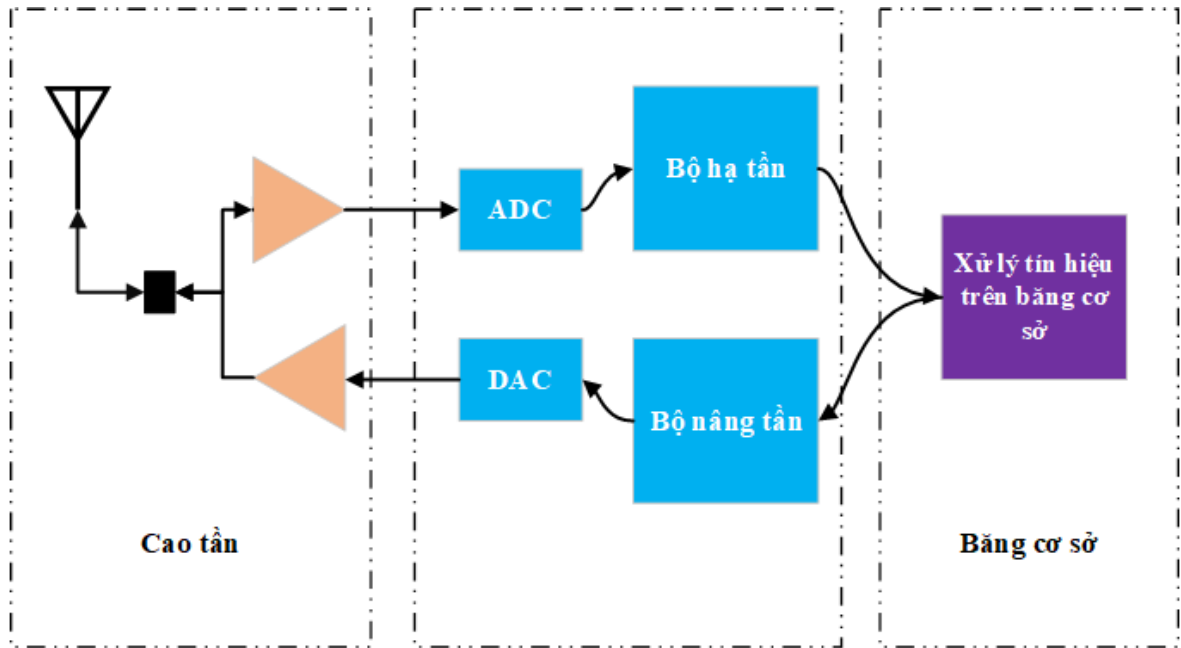 ADC
Bộ hạ tần
Xử lý tín hiệu
trên băng cơ
sở
DAC
Bộ nâng tần
Cao tần
Băng cơ sở